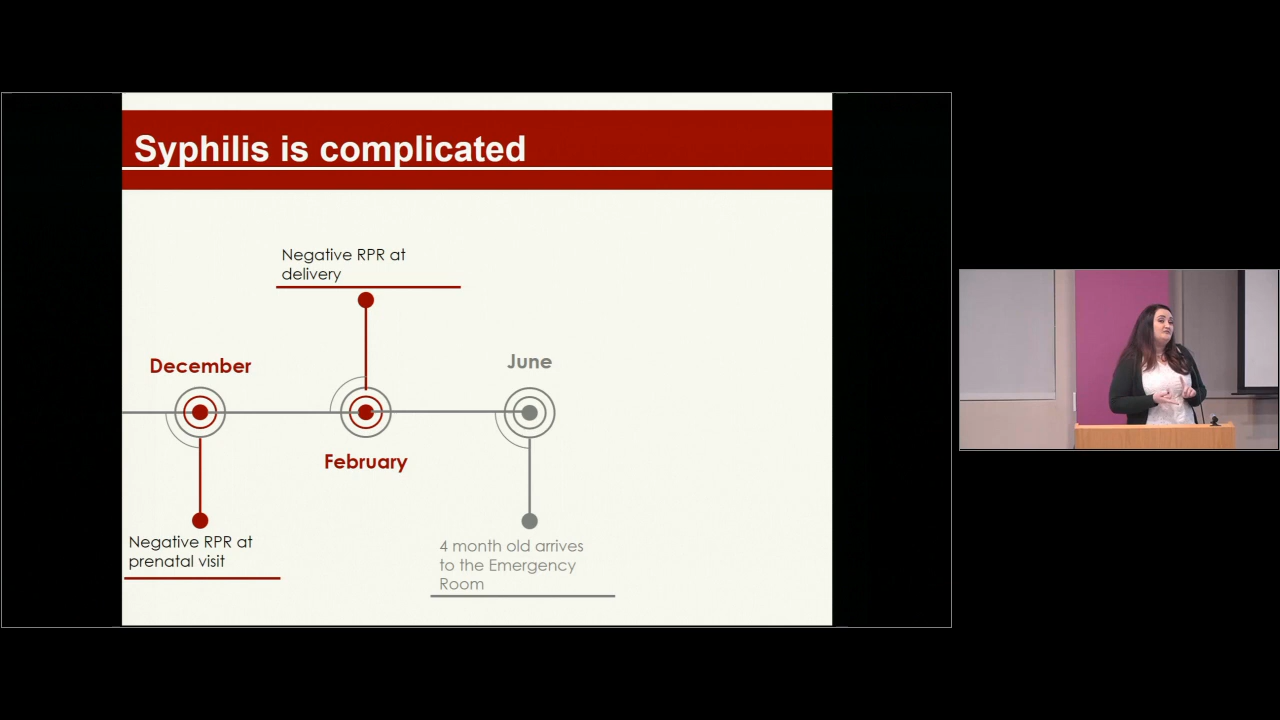 Syphilis is complicated
Negative RPR at
delivery
December
June
February
Negative RPR at
prenatal visit
4 month old arrives
to the Emergency
Room